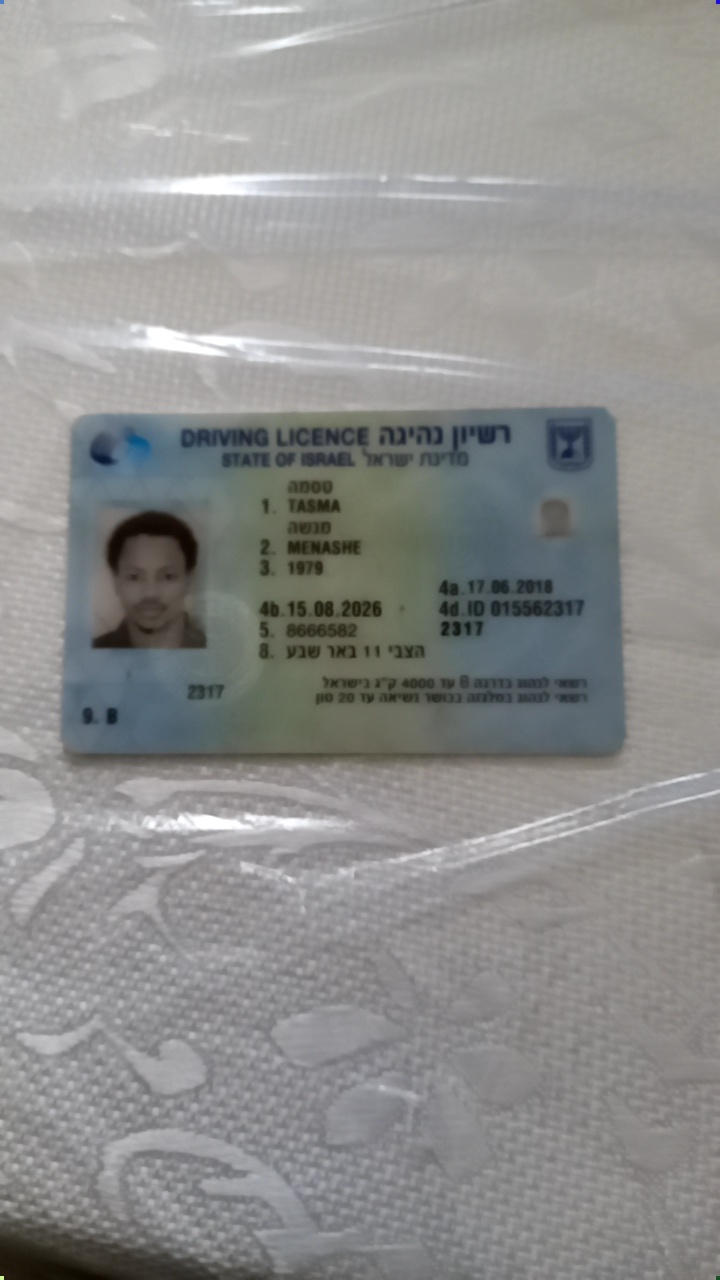 DRIVING LICENCE רשיון נהיגה
STATE OF ISRAEL מדינת ישראל
טסמה
1. TASMA
מנשה
2. MENASHE
3. 1979
4a.17.06.2018
4b.15.08.2026 4d.ID 015562317
5. 8666582 2317
8. הצבי 11 באר שבע
רשאי לנהוג בדרגה B עד 4000 ק"ג בישראל
רשאי לנהוג במלגזה בכושר נשיאה עד 20 טון
2317
9. B